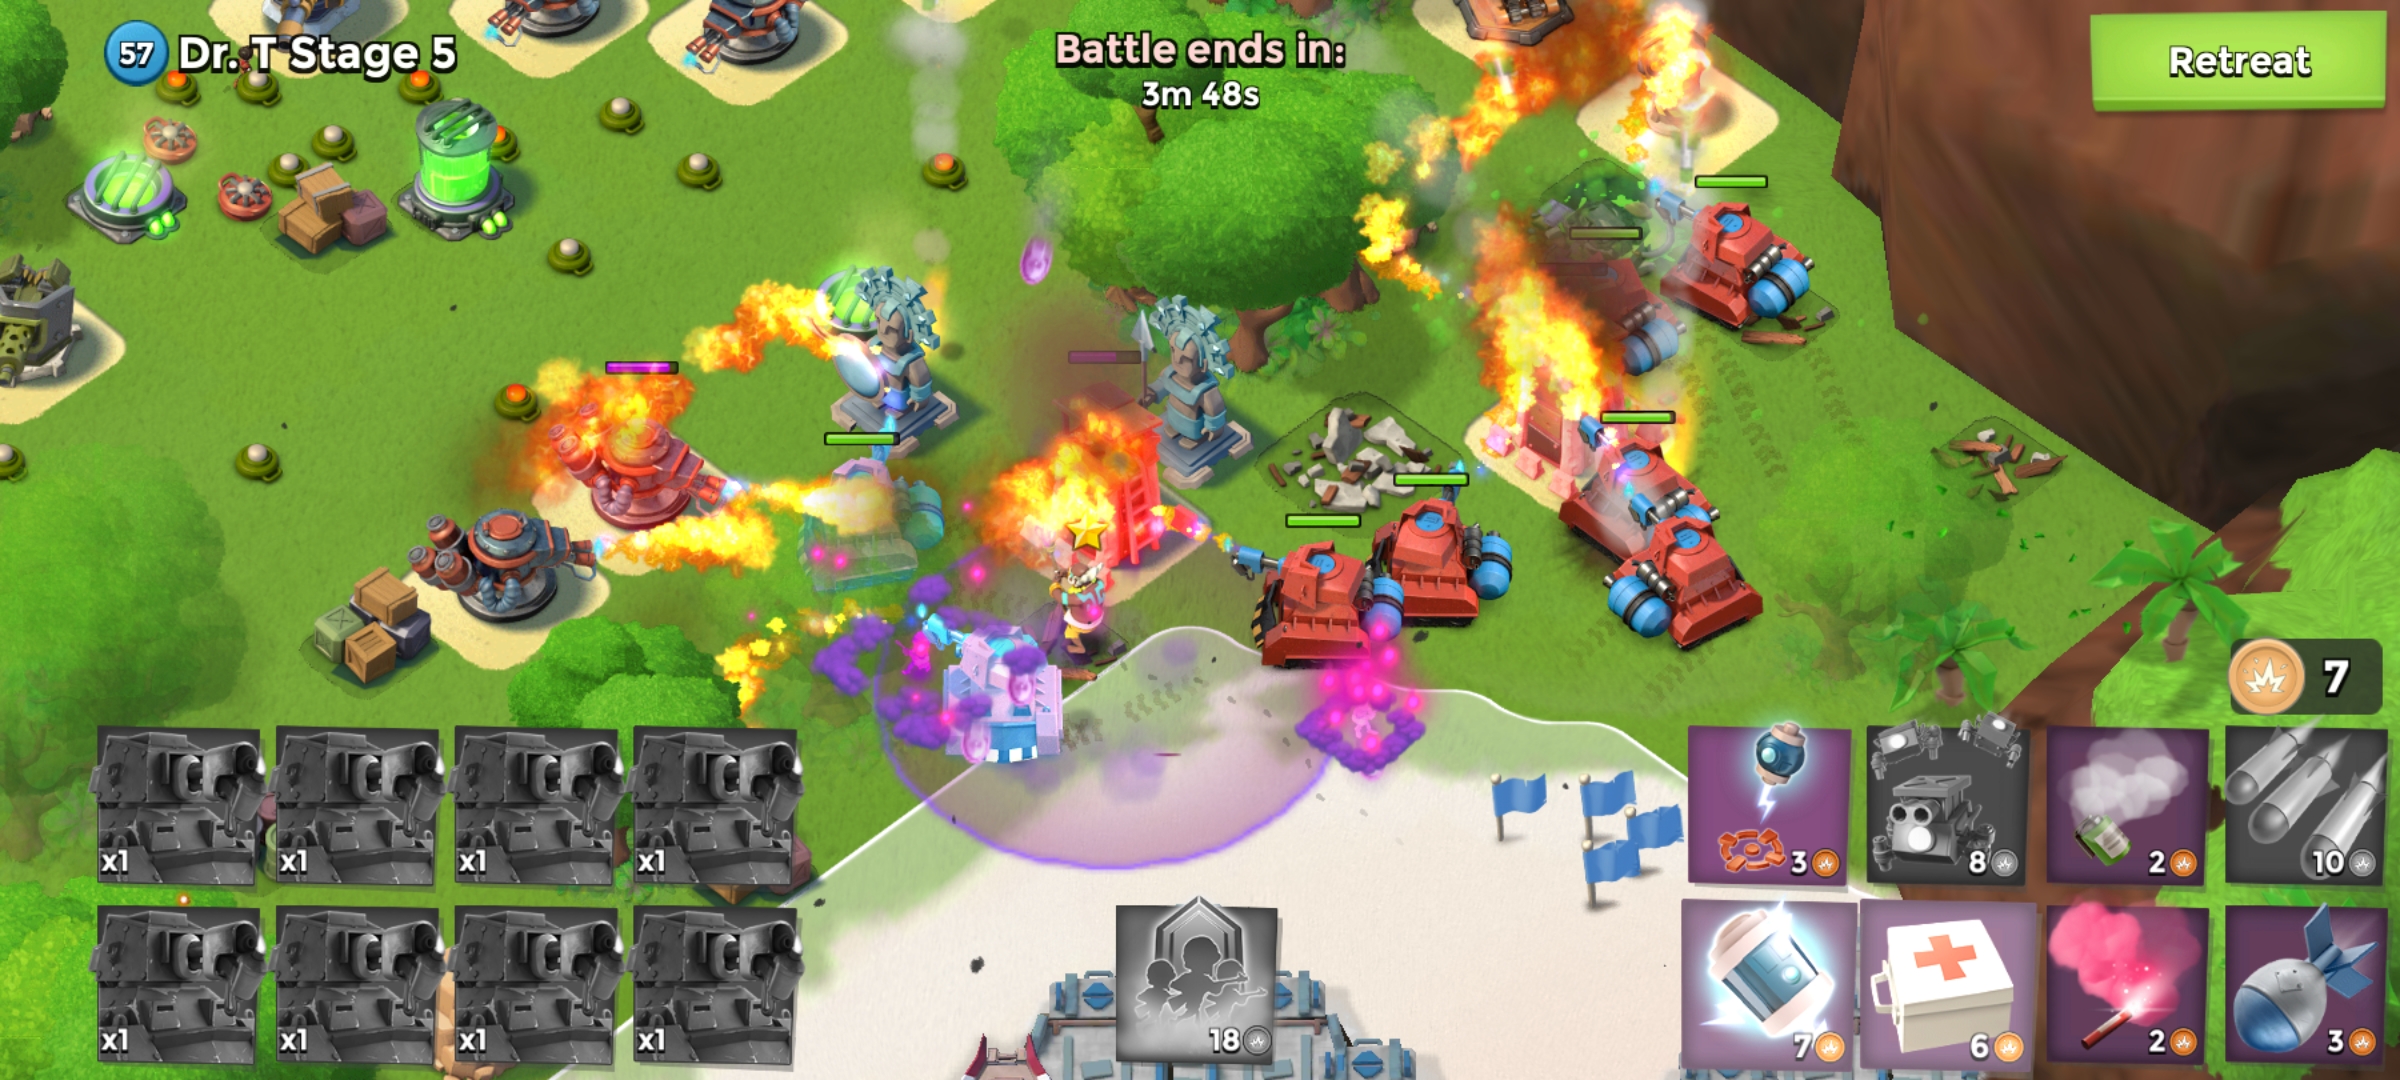 57 Dr. T Stage 5
Battle ends in:
3m 48s
Retreat
7
x1 x1 x1 x1
3 8 2 10
x1 x1 x1 x1
18
7 6 2 3